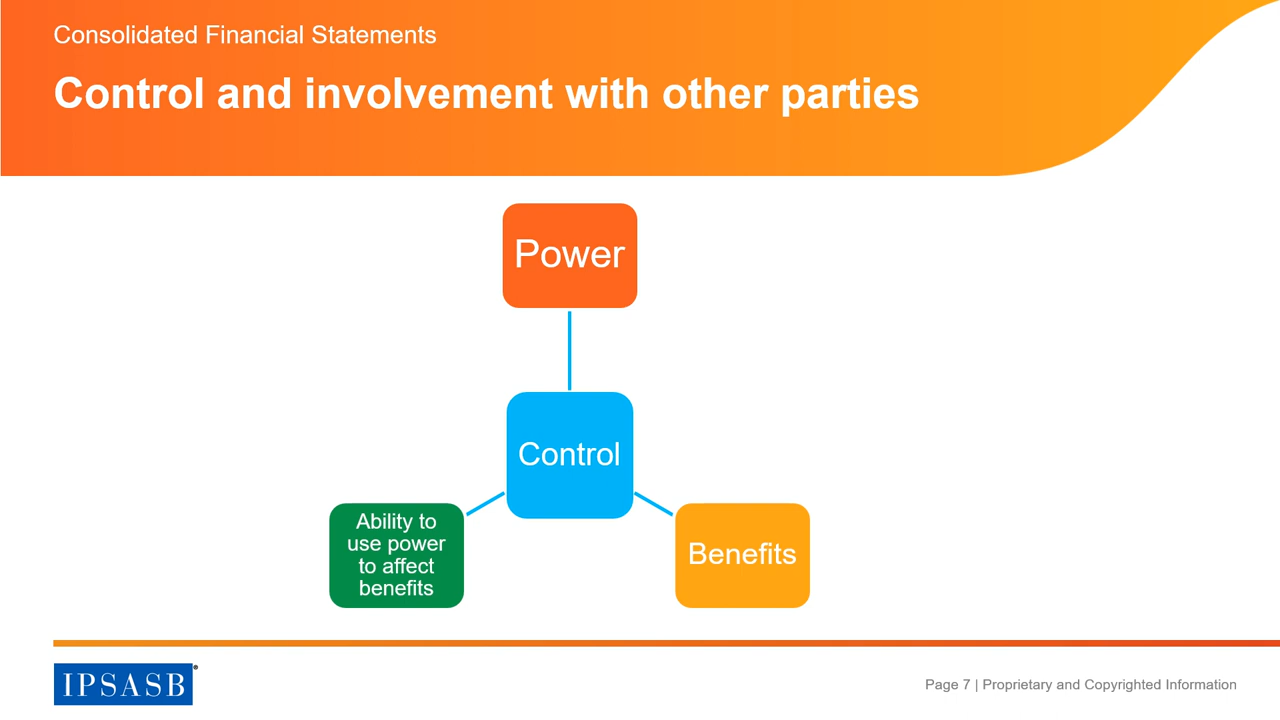 Consolidated Financial Statements
Control and involvement with other parties
Power
Control
Ability to
use power
to affect
benefits
Benefits
IPSASB®
Page 7 | Proprietary and Copyrighted Information